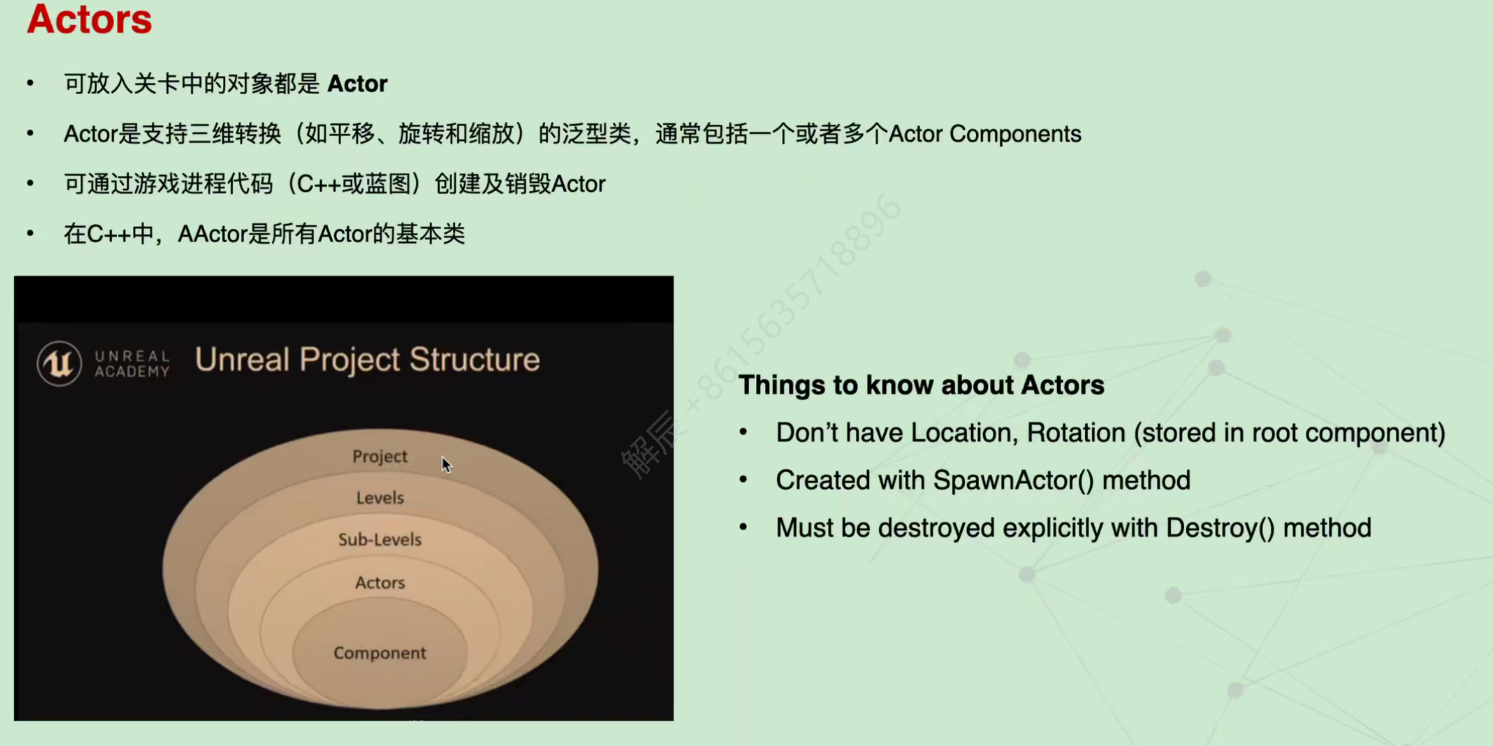 Actors
• 可放入关卡中的对象都是 Actor
• Actor是支持三维转换（如平移、旋转和缩放）的泛型类，通常包括一个或者多个Actor Components
• 可通过游戏进程代码（C++或蓝图）创建及销毁Actor
• 在C++中，AActor是所有Actor的基本类
UNREAL
ACADEMY
Unreal Project Structure
Project
Levels
Sub-Levels
Actors
Component
Things to know about Actors
• Don’t have Location, Rotation (stored in root component)
• Created with SpawnActor() method
• Must be destroyed explicitly with Destroy() method
解辰 +8615635718896